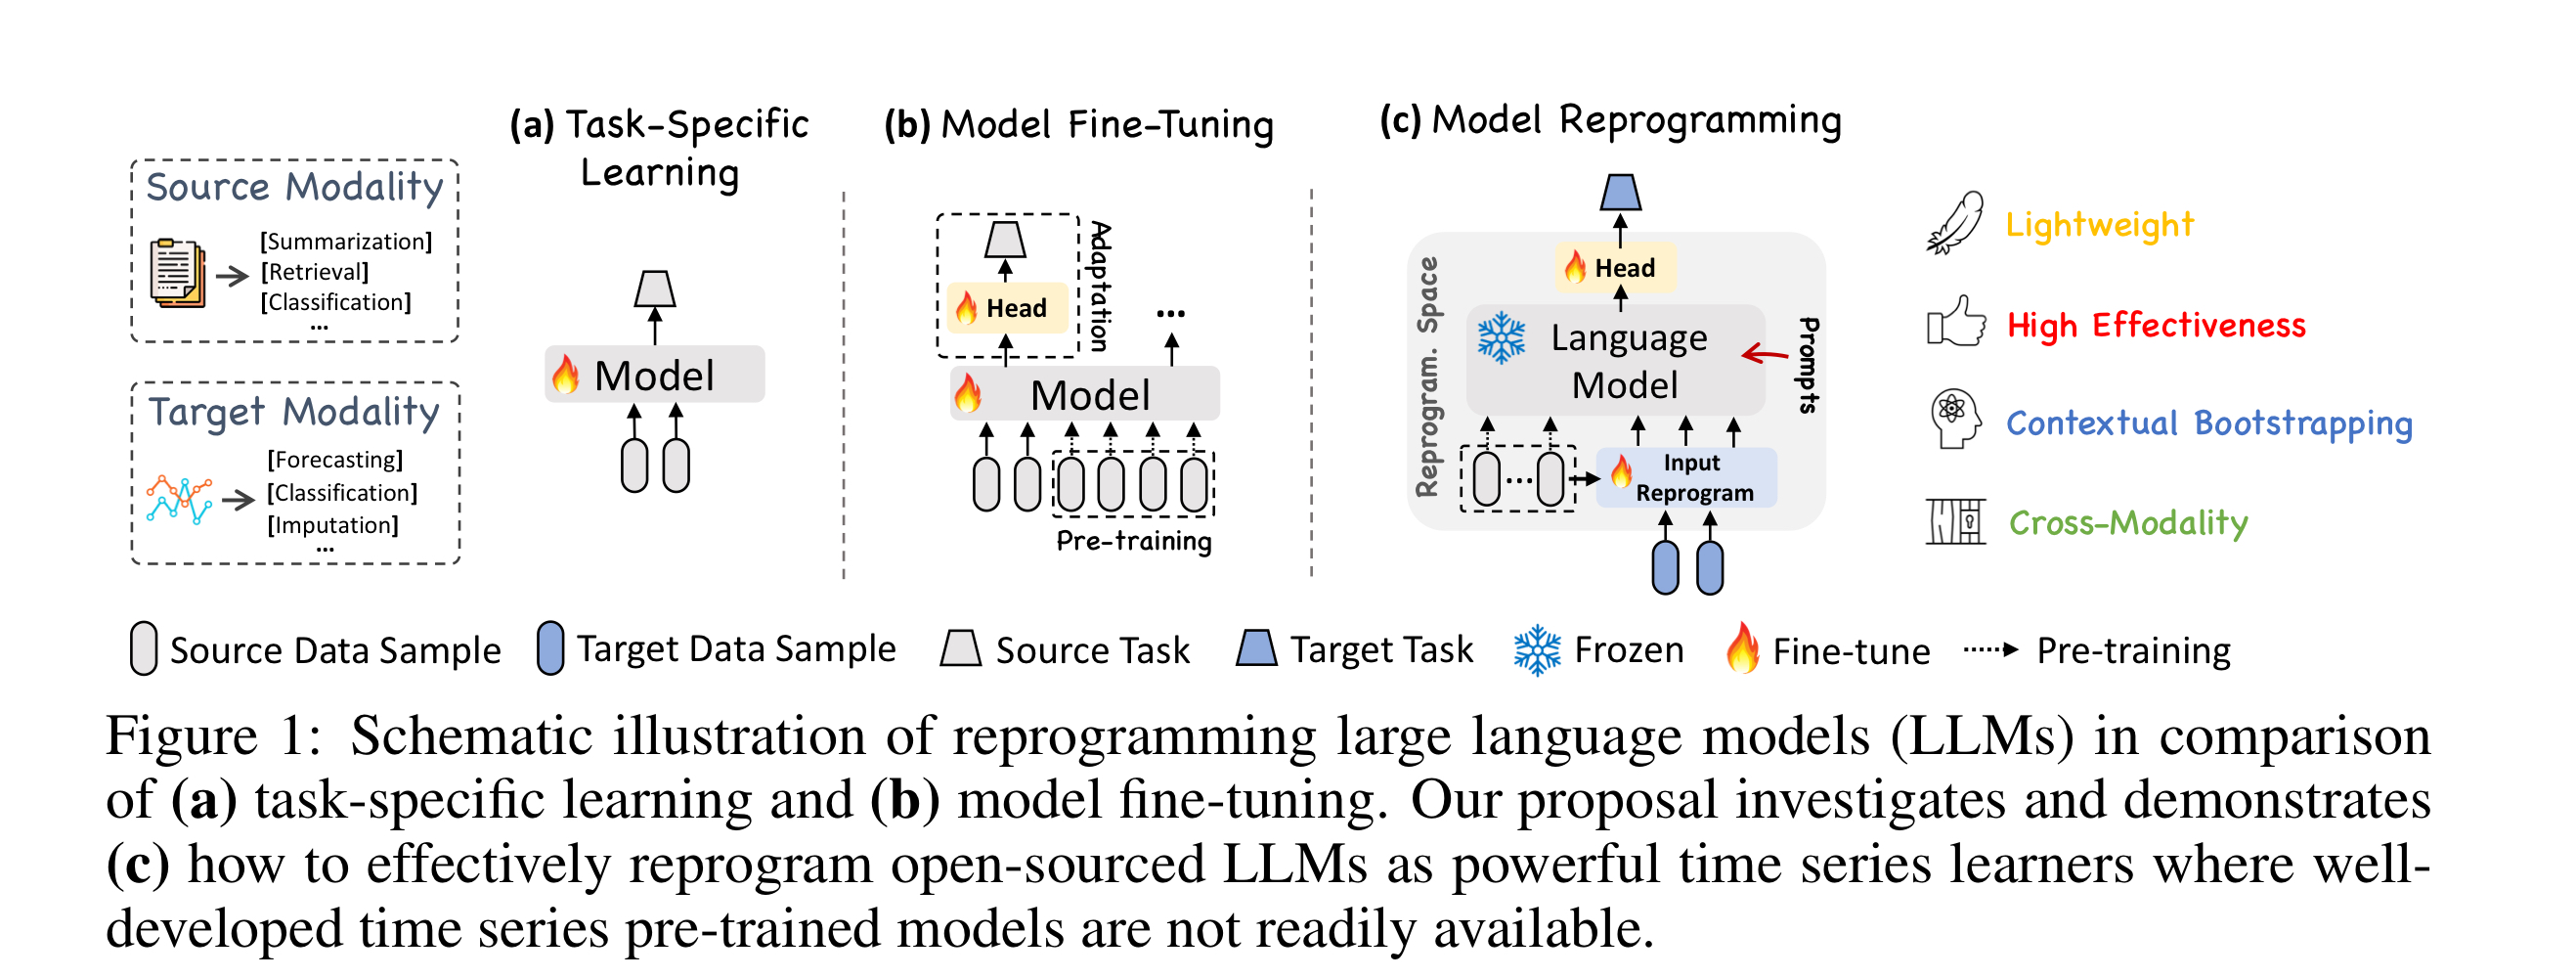 Source Modality
[Summarization]
[Retrieval]
[Classification]
...
Target Modality
[Forecasting]
[Classification]
[Imputation]
...
(a) Task-Specific
Learning
Model
(b) Model Fine-Tuning
Adaptation
Head
...
Model
Pre-training
(c) Model Reprogramming
Reprogram. Space
Head
Language
Model
Prompts
...
Input
Reprogram
Lightweight
High Effectiveness
Contextual Bootstrapping
Cross-Modality
Source Data Sample
Target Data Sample
Source Task
Target Task
Frozen
Fine-tune
Pre-training
Figure 1: Schematic illustration of reprogramming large language models (LLMs) in comparison
of (a) task-specific learning and (b) model fine-tuning. Our proposal investigates and demonstrates
(c) how to effectively reprogram open-sourced LLMs as powerful time series learners where well-
developed time series pre-trained models are not readily available.